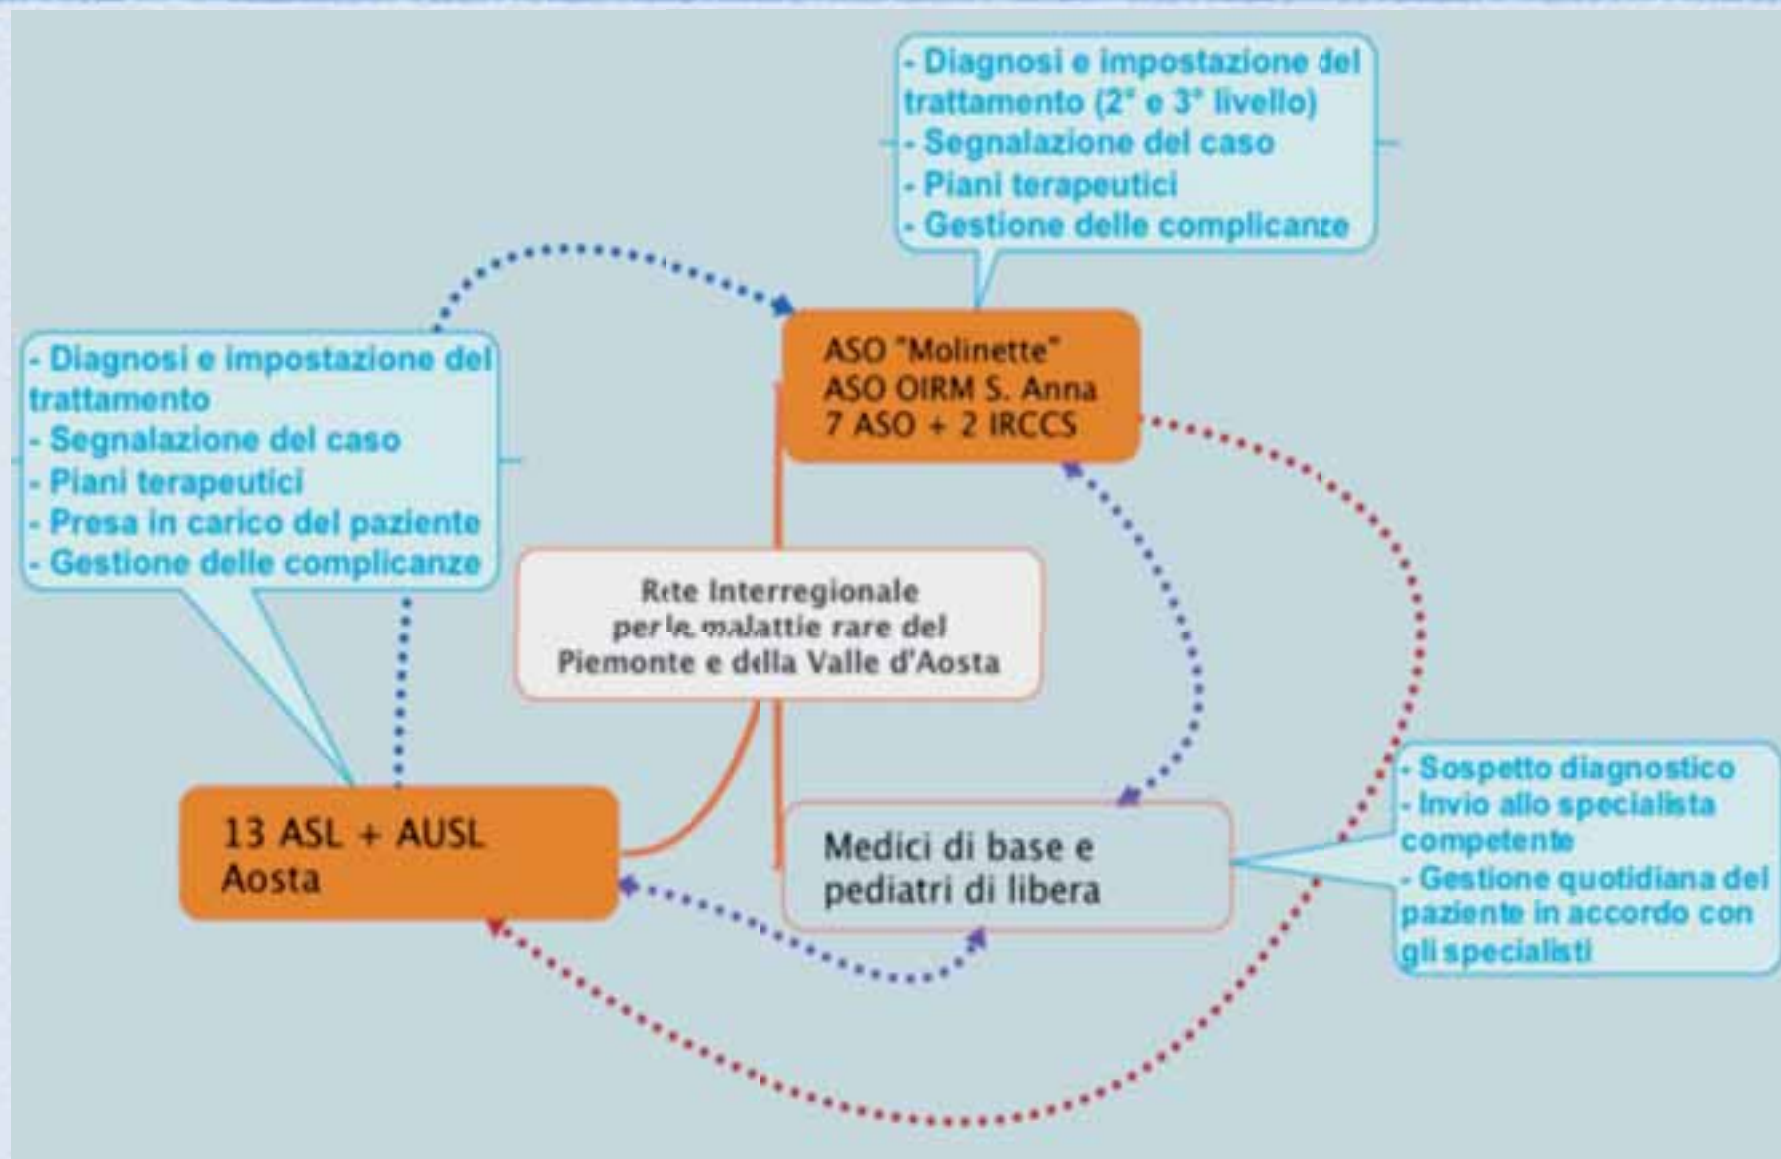 - Diagnosi e impostazione del
trattamento (2° e 3° livello)
- Segnalazione del caso
- Piani terapeutici
- Gestione delle complicanze
ASO "Molinette"
ASO OIRM S. Anna
7 ASO + 2 IRCCS
- Diagnosi e impostazione del
trattamento
- Segnalazione del caso
- Piani terapeutici
- Presa in carico del paziente
- Gestione delle complicanze
Rete Interregionale
per le malattie rare del
Piemonte e della Valle d'Aosta
13 ASL + AUSL
Aosta
Medici di base e
pediatri di libera
- Sospetto diagnostico
- Invio allo specialista
competente
- Gestione quotidiana del
paziente in accordo con
gli specialisti